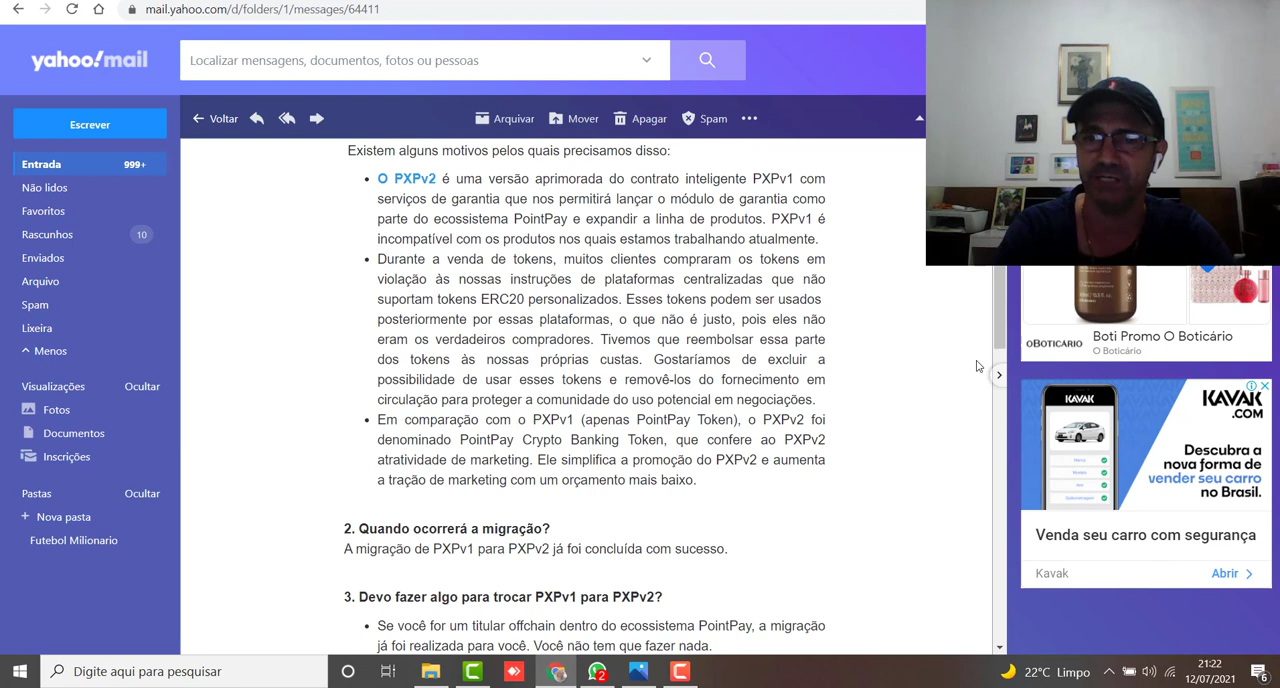 mail.yahoo.com/d/folders/1/messages/64411
yahoo!mail
Localizar mensagens, documentos, fotos ou pessoas
Escrever
Voltar
Arquivar
Mover
Apagar
Spam
Entrada 999+
Não lidos
Favoritos
Rascunhos 10
Enviados
Arquivo
Spam
Lixeira
Menos
Visualizações Ocultar
Fotos
Documentos
Inscrições
Pastas Ocultar
+ Nova pasta
Futebol Milionario
Existem alguns motivos pelos quais precisamos disso:
• O PXPv2 é uma versão aprimorada do contrato inteligente PXPv1 com
serviços de garantia que nos permitirá lançar o módulo de garantia como
parte do ecossistema PointPay e expandir a linha de produtos. PXPv1 é
incompatível com os produtos nos quais estamos trabalhando atualmente.
• Durante a venda de tokens, muitos clientes compraram os tokens em
violação às nossas instruções de plataformas centralizadas que não
suportam tokens ERC20 personalizados. Esses tokens podem ser usados
posteriormente por essas plataformas, o que não é justo, pois eles não
eram os verdadeiros compradores. Tivemos que reembolsar essa parte
dos tokens às nossas próprias custas. Gostaríamos de excluir a
possibilidade de usar esses tokens e removê-los do fornecimento em
circulação para proteger a comunidade do uso potencial em negociações.
• Em comparação com o PXPv1 (apenas PointPay Token), o PXPv2 foi
denominado PointPay Crypto Banking Token, que confere ao PXPv2
atratividade de marketing. Ele simplifica a promoção do PXPv2 e aumenta
a tração de marketing com um orçamento mais baixo.
2. Quando ocorrerá a migração?
A migração de PXPv1 para PXPv2 já foi concluída com sucesso.
3. Devo fazer algo para trocar PXPv1 para PXPv2?
• Se você for um titular offchain dentro do ecossistema PointPay, a migração
já foi realizada para você. Você não tem que fazer nada.
oBOTICÁRIO
Boti Promo O Boticário
O Boticário
KAVAK
KAVAK
.COM
Descubra a
nova forma de
vender seu carro
no Brasil.
Venda seu carro com segurança
Kavak
Abrir
Digite aqui para pesquisar
2
22°C Limpo
21:22
12/07/2021
6